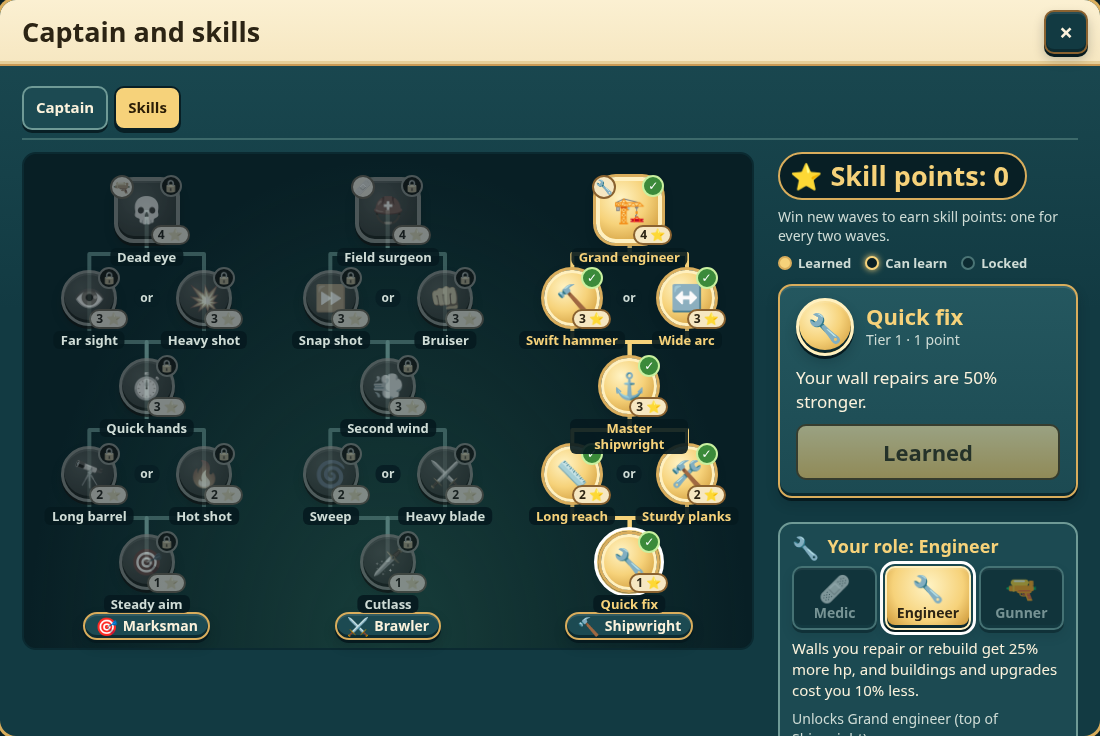 Captain and skills
×
Captain
Skills
4
4
4
Dead eye
Field surgeon
Grand engineer
or
or
or
3
3
3
3
3
3
Far sight
Heavy shot
Snap shot
Bruiser
Swift hammer
Wide arc
3
3
3
Quick hands
Second wind
Master
shipwright
or
or
or
2
2
2
2
2
2
Long barrel
Hot shot
Sweep
Heavy blade
Long reach
Sturdy planks
1
1
1
Steady aim
Cutlass
Quick fix
Marksman
Brawler
Shipwright
Skill points: 0
Win new waves to earn skill points: one for
every two waves.
Learned
Can learn
Locked
Quick fix
Tier 1 · 1 point
Your wall repairs are 50%
stronger.
Learned
Your role: Engineer
Medic
Engineer
Gunner
Walls you repair or rebuild get 25%
more hp, and buildings and upgrades
cost you 10% less.
Unlocks Grand engineer (top of